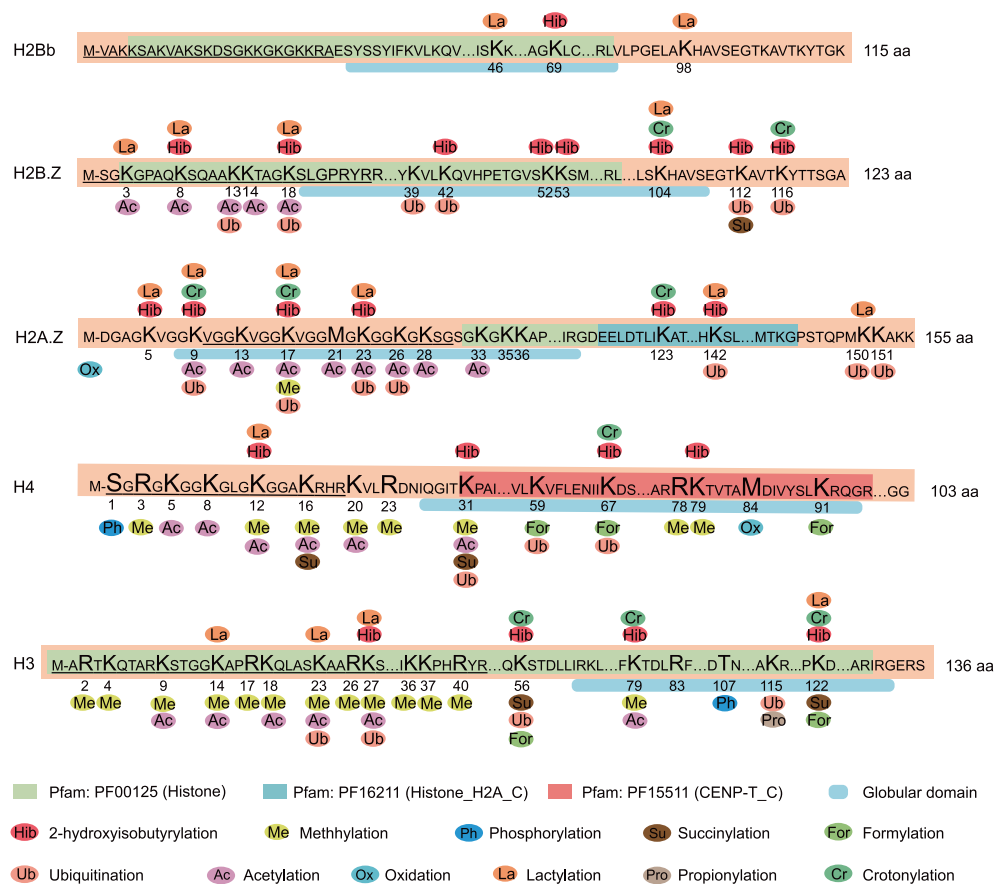 La Hib La
H2Bb M-VAKKSAKVAKSKDSGKKGKGKKRAESYSSYIFKVLKQV...ISKK...AGKLC...RLVLPGELAKHAVSEGTKAVTKYTGK 115 aa
46 69 98
La La La La
Cr Cr
Hib Hib Hib Hib Hib Hib Hib Hib
H2B.Z M-SGKGPAQKSQAAKKTAGKSLGPRYRR...YKVLKQVHPETGVSKKSM...RL...LSKHAVSEGTKAVTKYTTSGA 123 aa
3 8 13 14 18 39 42 52 53 104 112 116
Ac Ac Ac Ac Ac Ub Ub Ub Ub
Ub Ub Su
La La
La Cr Cr La Cr La La
Hib Hib Hib Hib Hib Hib
H2A.Z M-DGAGKVGGKVGGKVGGKVGGMGKGGKGKSGSGKGKKAP...IRGDEELDTLIKAT...HKSL...MTKGPSTQPMKKAKK 155 aa
5 9 13 17 21 23 26 28 33 3536 123 142 150 151
Ox Ac Ac Ac Ac Ac Ac Ac Ac Ub Ub Ub
Ub Me Ub Ub
Ub
La Cr
Hib Hib Hib Hib
H4 M-SGRGKGGKGLGKGGAKRHRKVLRDNIQGITKPAI...VLKVFLENIIKDS...ARRKTVTAMDIVYSLKRQGR...GG 103 aa
1 3 5 8 12 16 20 23 31 59 67 78 79 84 91
Ph Me Ac Ac Me Me Me Me Me For For Me Me Ox For
Ac Ac Ac Ac Ub Ub
Su Su
Ub
La La
La La Cr Cr Cr
Hib Hib Hib Hib
H3 M-ARTKQTARKSTGGKAPRKQLASKAARKS...IKKPHRYR...QKSTDLLIRKL...FKTDLRF...DTN...AKR...PKD...ARIRGERS 136 aa
2 4 9 14 17 18 23 26 27 36 37 40 56 79 83 107 115 122
Me Me Me Me Me Me Me Me Me Me Me Me Su Me Ph Ub Su
Ac Ac Ac Ac Ac Ub Ac Pro For
Ub Ub For
Pfam: PF00125 (Histone) Pfam: PF16211 (Histone_H2A_C) Pfam: PF15511 (CENP-T_C) Globular domain
Hib 2-hydroxyisobutyrylation Me Methhylation Ph Phosphorylation Su Succinylation For Formylation
Ub Ubiquitination Ac Acetylation Ox Oxidation La Lactylation Pro Propionylation Cr Crotonylation